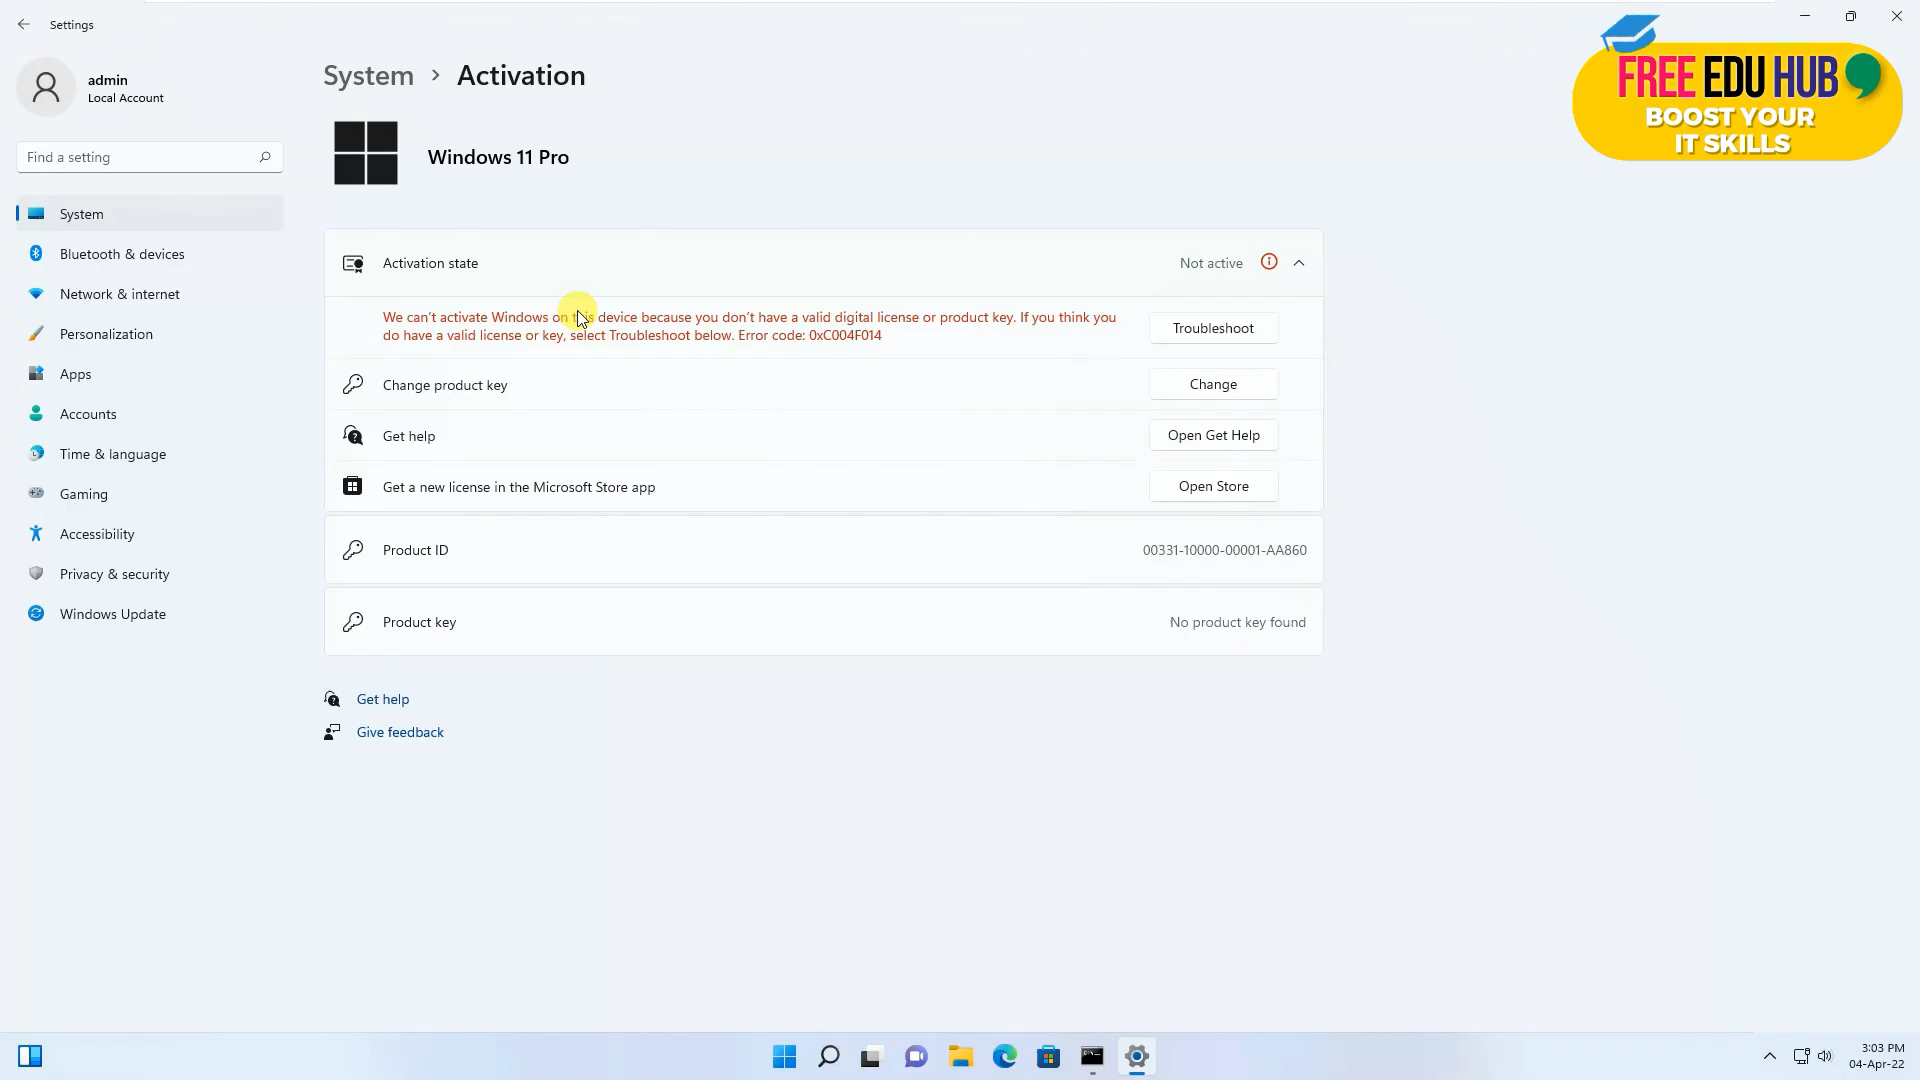 Settings
FREE EDU HUB
BOOST YOUR
IT SKILLS
admin
Local Account
System > Activation
Find a setting
Windows 11 Pro
System
Bluetooth & devices
Network & internet
Personalization
Apps
Accounts
Time & language
Gaming
Accessibility
Privacy & security
Windows Update
Activation state Not active
We can't activate Windows on this device because you don't have a valid digital license or product key. If you think you
do have a valid license or key, select Troubleshoot below. Error code: 0xC004F014
Troubleshoot
Change product key Change
Get help Open Get Help
Get a new license in the Microsoft Store app Open Store
Product ID 00331-10000-00001-AA860
Product key No product key found
Get help
Give feedback
3:03 PM
04-Apr-22